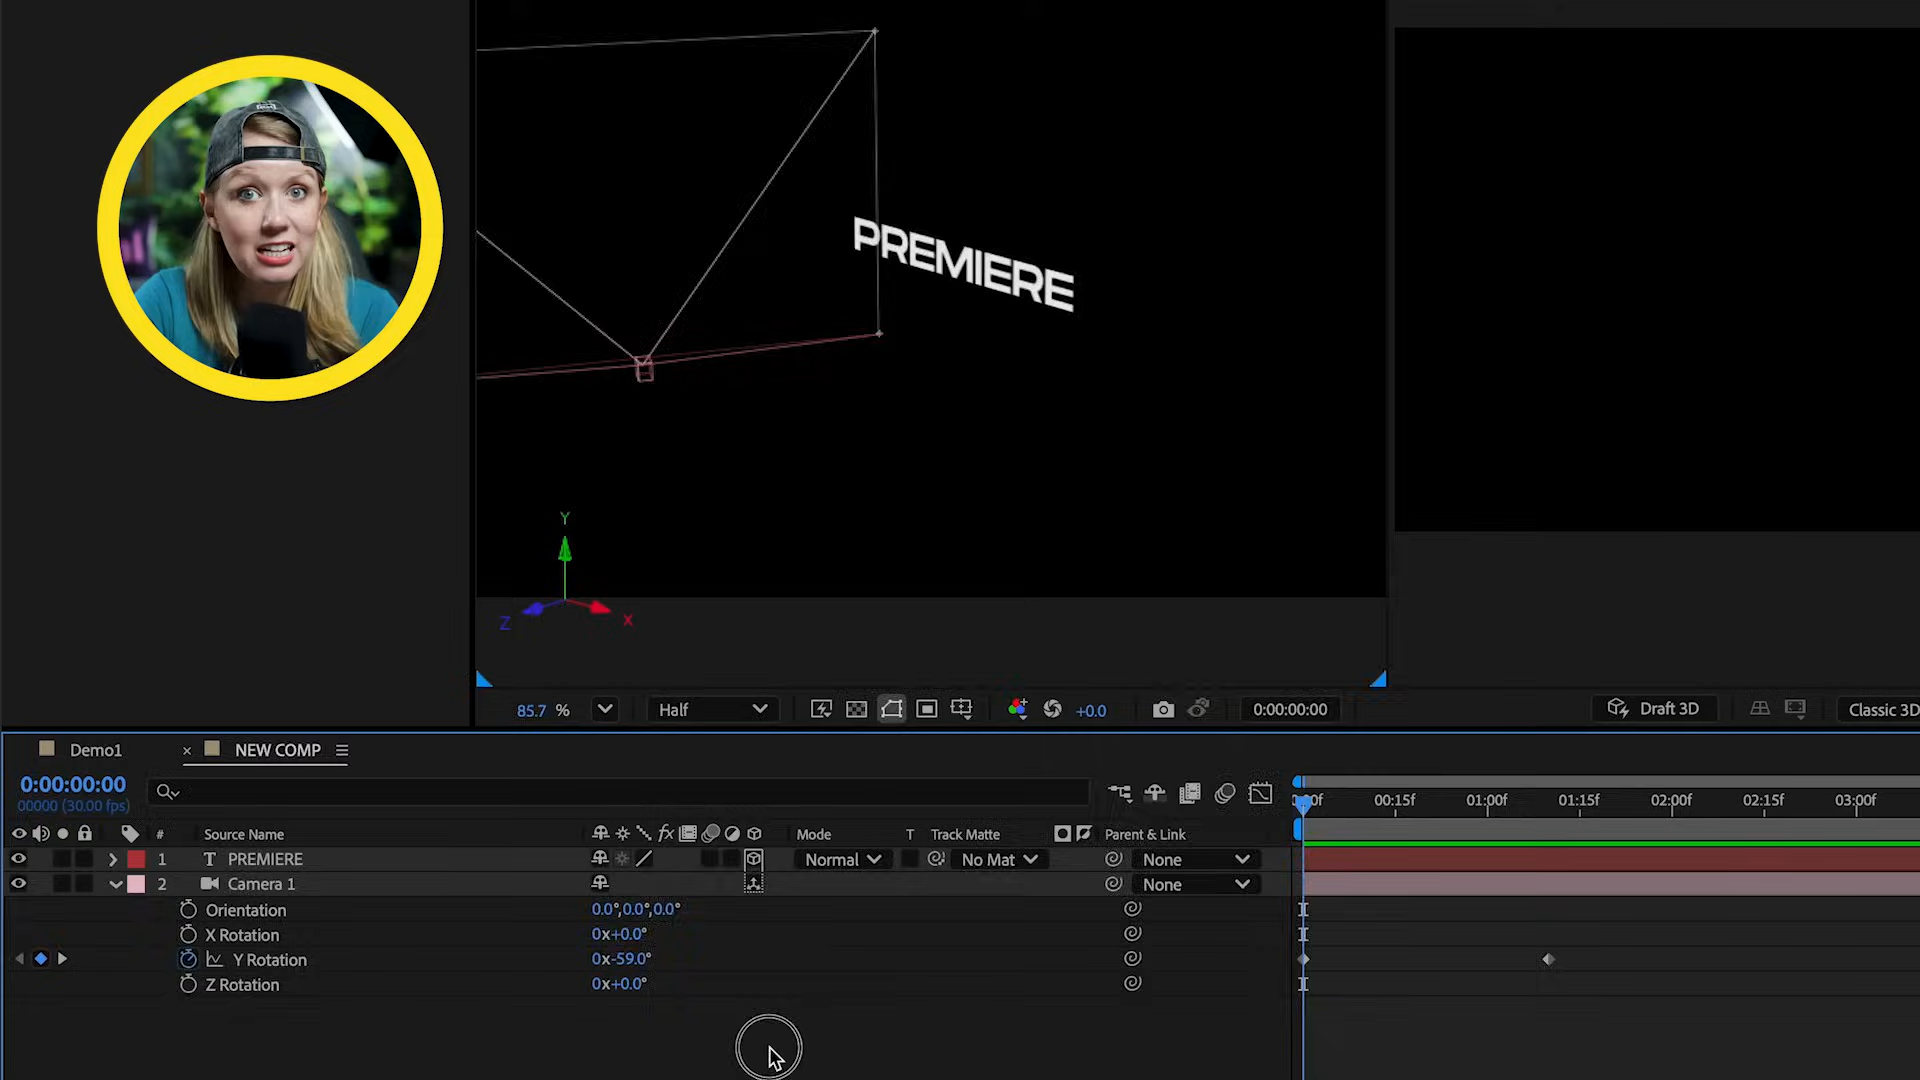 PREMIERE
Y
Z
X
85.7 %
Half
+0.0
0:00:00:00
Draft 3D
Classic 3D
Demo1
× NEW COMP
0:00:00:00
00000 (30.00 fps)
00:15f 01:00f 01:15f 02:00f 02:15f 03:00f
# Source Name fx Mode T Track Matte Parent & Link
1 T PREMIERE Normal No Mat None
2 Camera 1 None
Orientation 0.0°,0.0°,0.0°
X Rotation 0x+0.0°
Y Rotation 0x-59.0°
Z Rotation 0x+0.0°